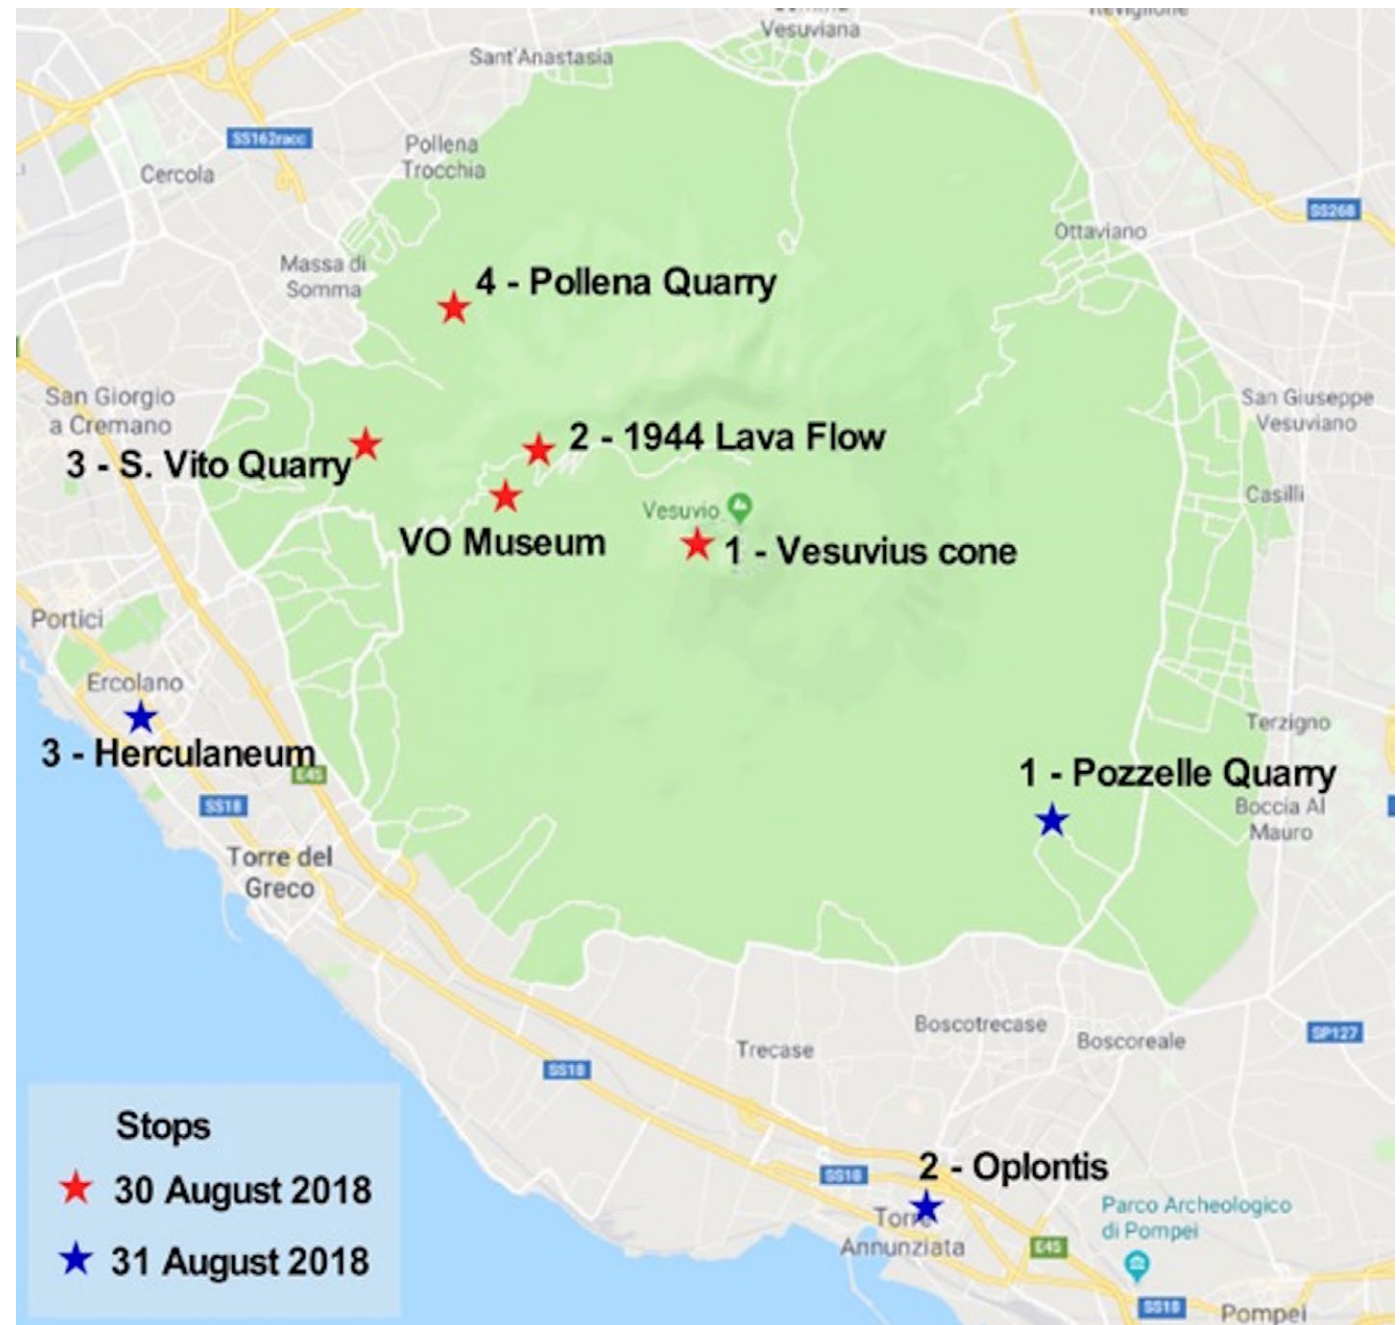 Vesuviana
Sant'Anastasia
SS162racc
Pollena
Trocchia
Cercola
SS268
Ottaviano
Massa di
Somma
4 - Pollena Quarry
San Giorgio
a Cremano
San Giuseppe
Vesuviano
2 - 1944 Lava Flow
3 - S. Vito Quarry
Casilli
Vesuvio
VO Museum
1 - Vesuvius cone
Portici
Ercolano
3 - Herculaneum
E45
SS18
Terzigno
1 - Pozzelle Quarry
Boccia Al
Mauro
Torre del
Greco
Boscotrecase
Boscoreale
SP127
Trecase
SS18
Stops
30 August 2018
31 August 2018
2 - Oplontis
SS18
Torre
Annunziata
Parco Archeologico
di Pompei
E45
SS18
Pompei